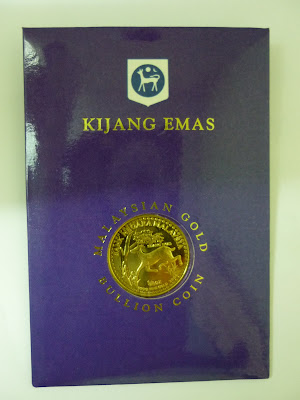 KIJANG EMAS
MALAYSIAN GOLD
BULLION COIN